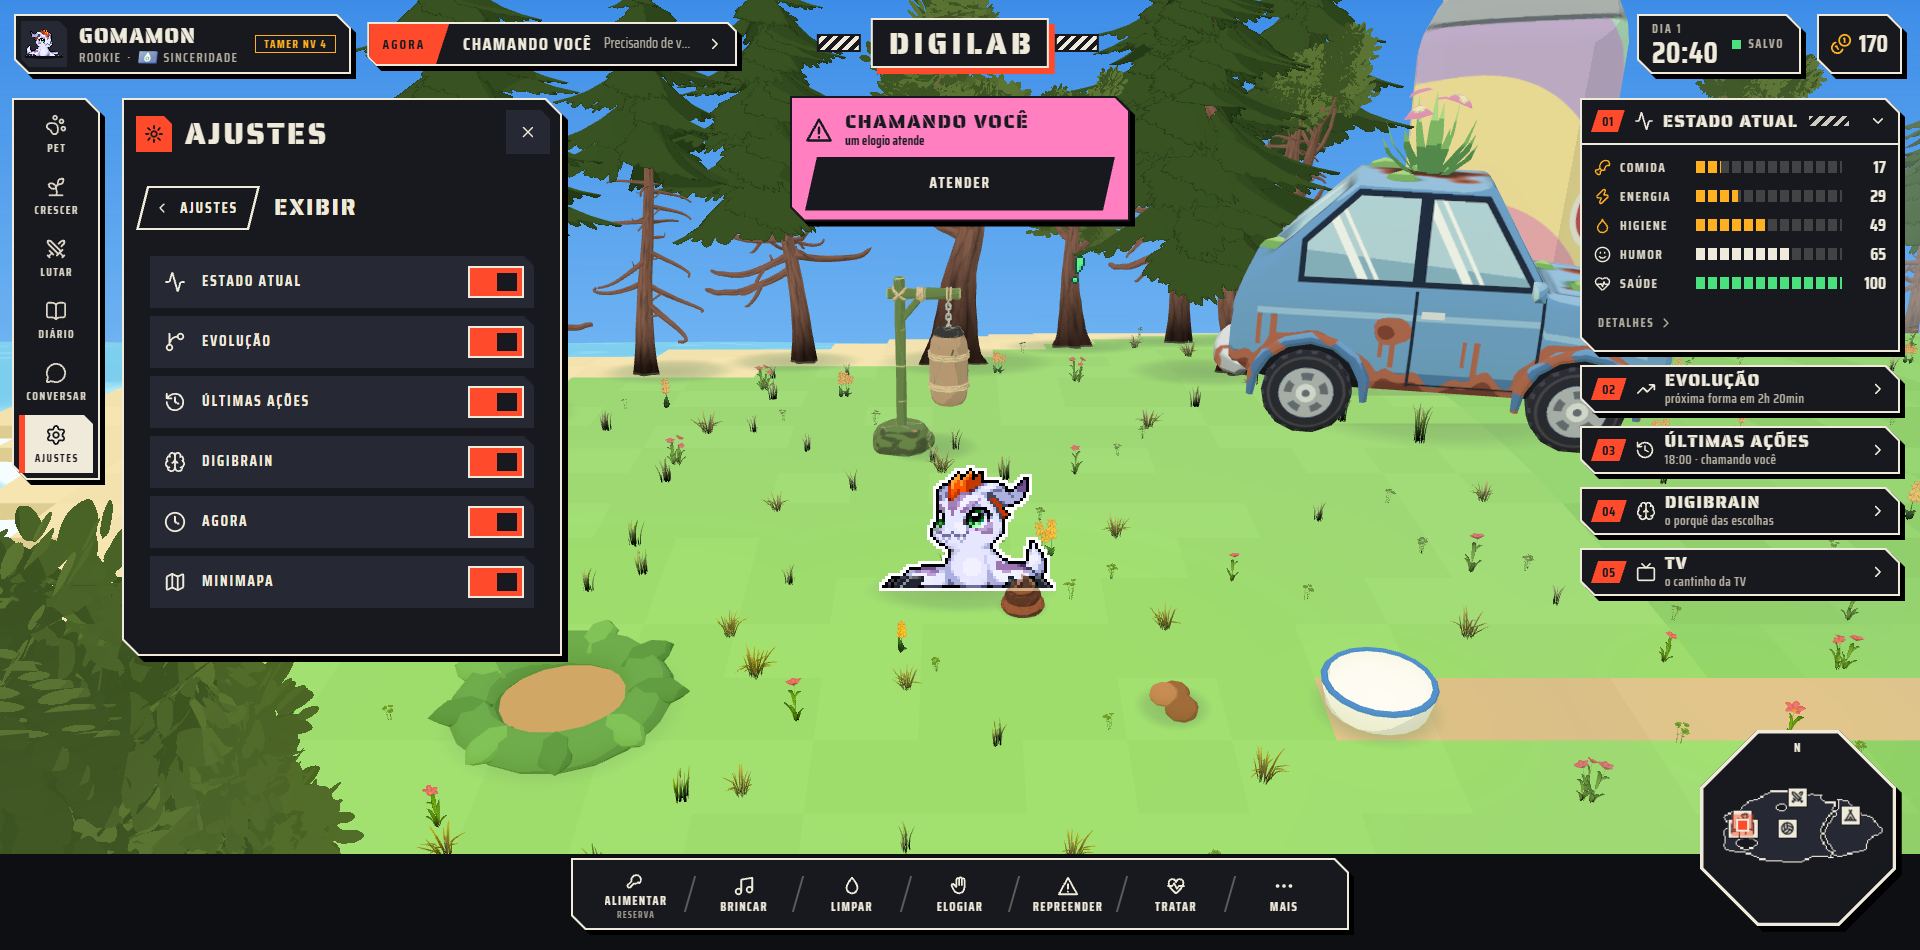 GOMAMON
ROOKIE · SINCERIDADE
TAMER NV 4
AGORA
CHAMANDO VOCÊ Precisando de v...
DIGILAB
DIA 1
20:40
SALVO
170
PET
CRESCER
LUTAR
DIÁRIO
CONVERSAR
AJUSTES
AJUSTES
AJUSTES
EXIBIR
ESTADO ATUAL
EVOLUÇÃO
ÚLTIMAS AÇÕES
DIGIBRAIN
AGORA
MINIMAPA
CHAMANDO VOCÊ
um elogio atende
ATENDER
01 ESTADO ATUAL
COMIDA 17
ENERGIA 29
HIGIENE 49
HUMOR 65
SAÚDE 100
DETALHES
02 EVOLUÇÃO
próxima forma em 2h 20min
03 ÚLTIMAS AÇÕES
18:00 · chamando você
04 DIGIBRAIN
o porquê das escolhas
05 TV
o cantinho da TV
N
ALIMENTAR
RESERVA
BRINCAR
LIMPAR
ELOGIAR
REPREENDER
TRATAR
MAIS